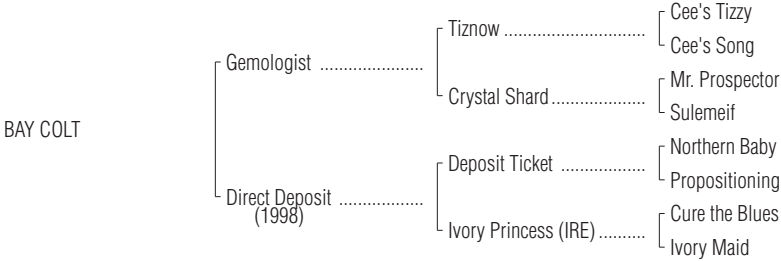 Cee's Tizzy
Tiznow ..............................
Cee's Song
Gemologist ......................
Mr. Prospector
Crystal Shard....................
Sulemeif
BAY COLT
Northern Baby
Deposit Ticket ..................
Propositioning
Direct Deposit ..................
(1998)
Cure the Blues
Ivory Princess (IRE)..........
Ivory Maid